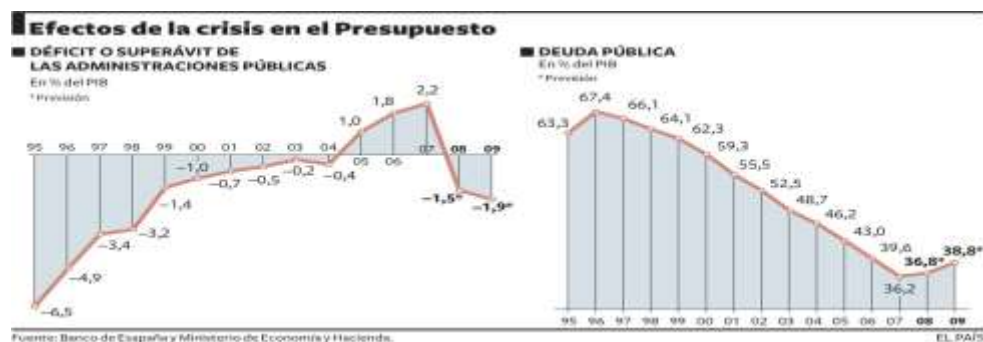 Efectos de la crisis en el Presupuesto
DÉFICIT O SUPERÁVIT DE
LAS ADMINISTRACIONES PÚBLICAS
En % del PIB
* Previsión
95 96 97 98 99 00 01 02 03 04 05 06 07 08 09
−6,5
−4,9
−3,4
−3,2
−1,4
−1,0
−0,7
−0,5
−0,2
−0,4
1,0
1,8
2,2
−1,5*
−1,9*
DEUDA PÚBLICA
En % del PIB
* Previsión
63,3
67,4
66,1
64,1
62,3
59,3
55,5
52,5
48,7
46,2
43,0
39,6
36,2
36,8*
38,8*
95 96 97 98 99 00 01 02 03 04 05 06 07 08 09
Fuente: Banco de Esapaña y Ministerio de Economía y Hacienda.
EL PAÍS